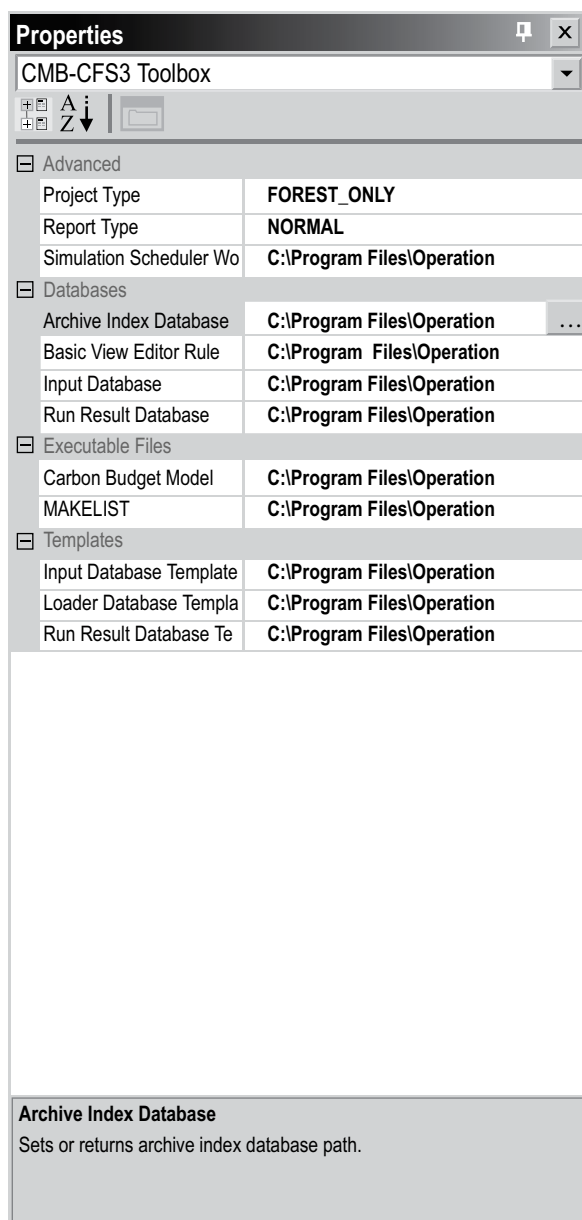 Properties
CMB-CFS3 Toolbox
A
Z
Advanced
Project Type FOREST_ONLY
Report Type NORMAL
Simulation Scheduler Wo C:\Program Files\Operation
Databases
Archive Index Database C:\Program Files\Operation ...
Basic View Editor Rule C:\Program Files\Operation
Input Database C:\Program Files\Operation
Run Result Database C:\Program Files\Operation
Executable Files
Carbon Budget Model C:\Program Files\Operation
MAKELIST C:\Program Files\Operation
Templates
Input Database Template C:\Program Files\Operation
Loader Database Templa C:\Program Files\Operation
Run Result Database Te C:\Program Files\Operation
Archive Index Database
Sets or returns archive index database path.